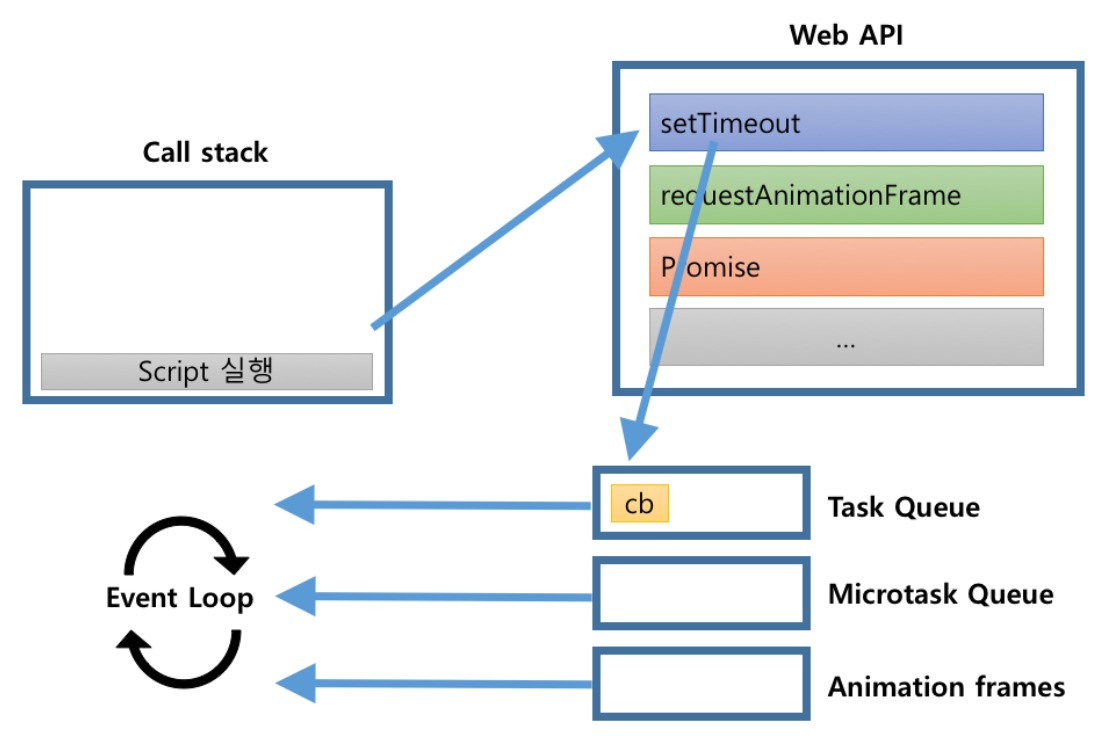 Web API
Call stack
setTimeout
requestAnimationFrame
Promise
...
Script 실행
cb
Task Queue
Event Loop
Microtask Queue
Animation frames